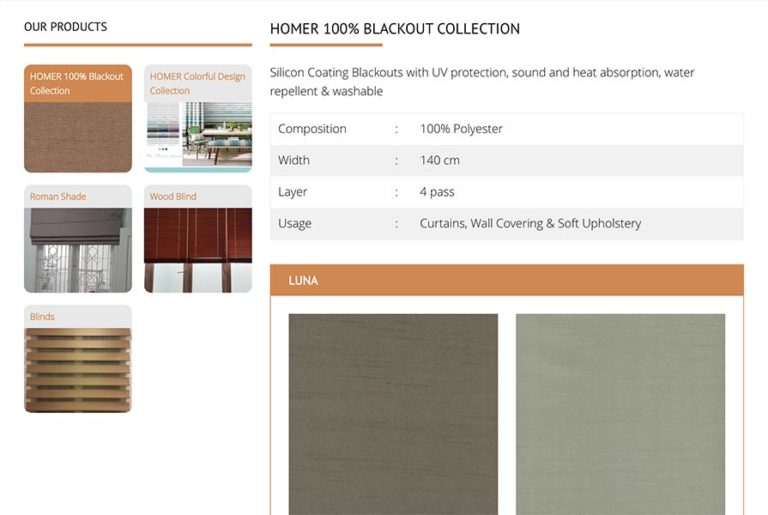 OUR PRODUCTS
HOMER 100% Blackout
Collection
HOMER Colorful Design
Collection
Roman Shade
Wood Blind
Blinds
HOMER 100% BLACKOUT COLLECTION
Silicon Coating Blackouts with UV protection, sound and heat absorption, water
repellent & washable
Composition : 100% Polyester
Width : 140 cm
Layer : 4 pass
Usage : Curtains, Wall Covering & Soft Upholstery
LUNA